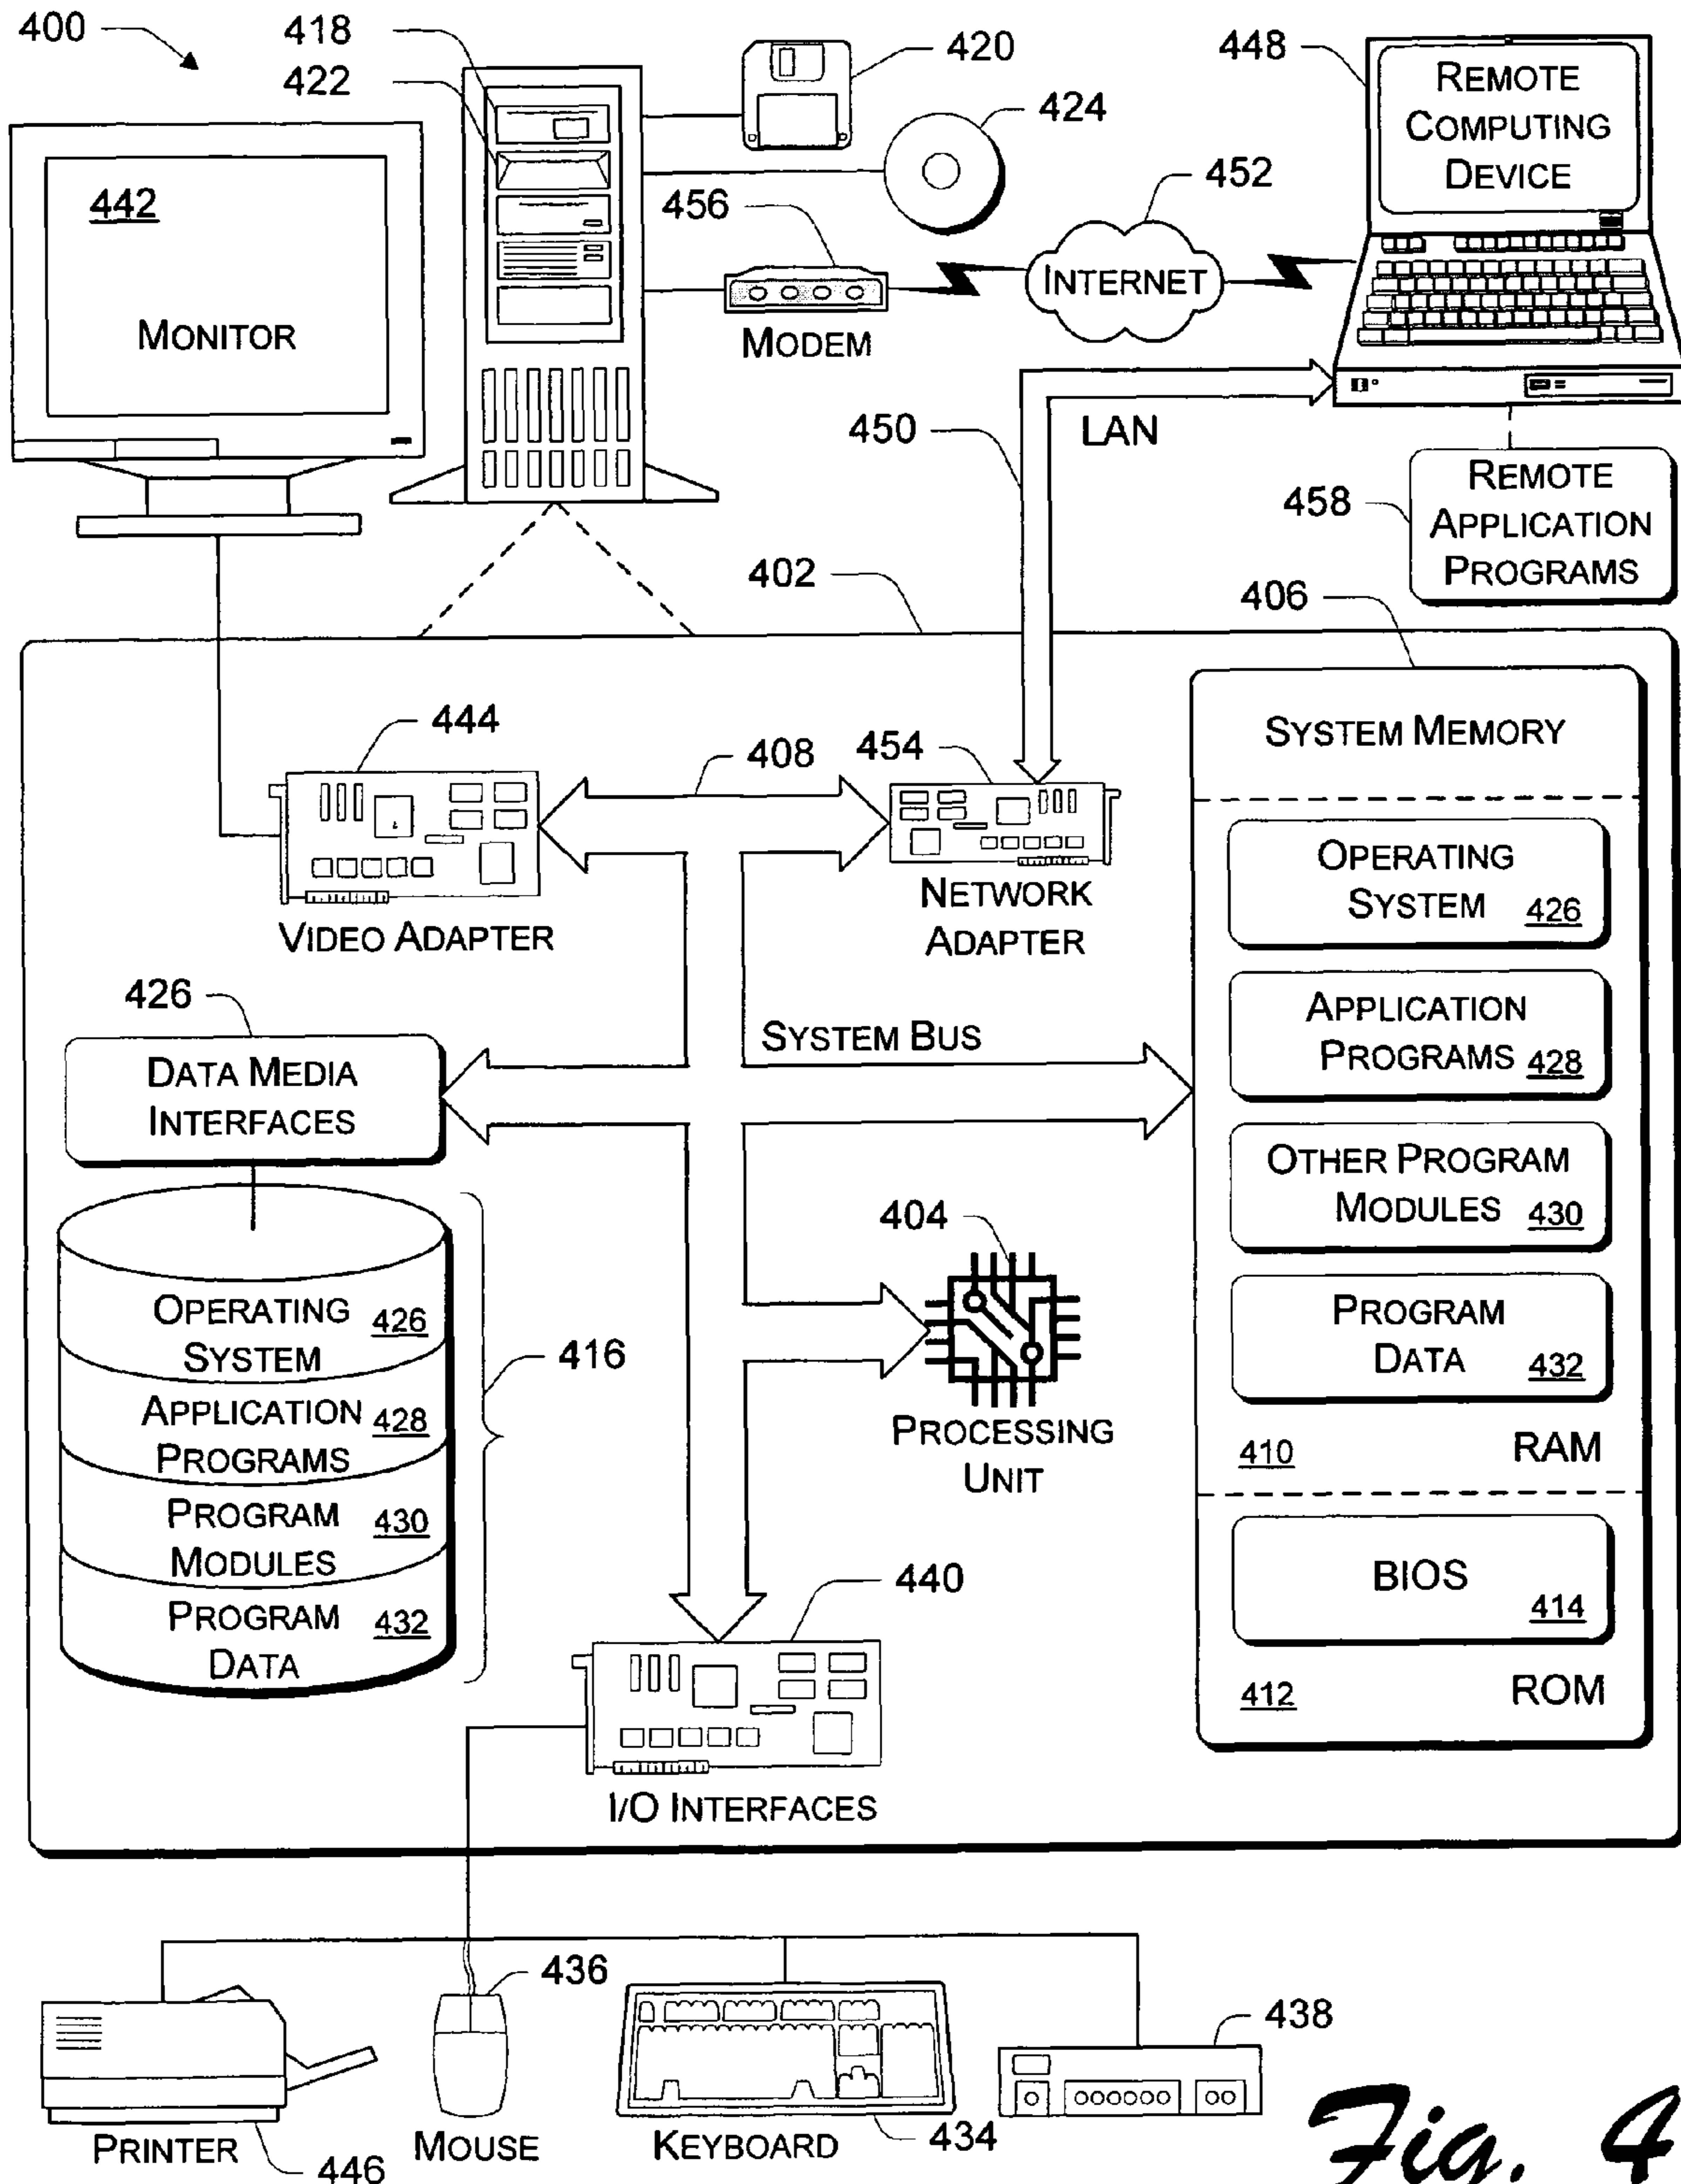 400
418
422
420
424
448
REMOTE
COMPUTING
DEVICE
442
MONITOR
456
MODEM
452
INTERNET
450
LAN
458
REMOTE
APPLICATION
PROGRAMS
402
406
SYSTEM MEMORY
444
VIDEO ADAPTER
408
454
NETWORK
ADAPTER
OPERATING
SYSTEM 426
APPLICATION
PROGRAMS 428
OTHER PROGRAM
MODULES 430
PROGRAM
DATA 432
410 RAM
BIOS
414
412 ROM
426
DATA MEDIA
INTERFACES
SYSTEM BUS
404
PROCESSING
UNIT
OPERATING 426
SYSTEM
APPLICATION 428
PROGRAMS
PROGRAM 430
MODULES
PROGRAM 432
DATA
416
440
I/O INTERFACES
436
438
PRINTER
446
MOUSE
KEYBOARD
434
Fig. 4